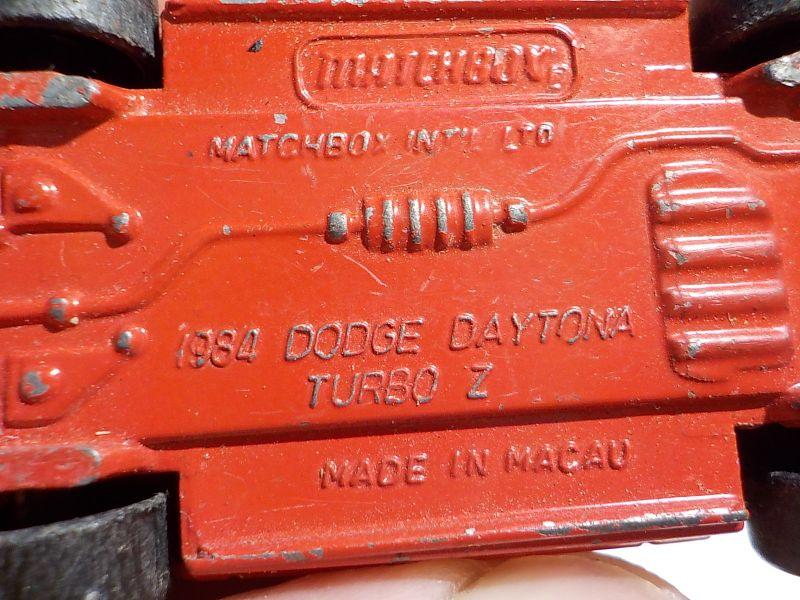 MATCHBOX
MATCHBOX INT'L LTD
1984 DODGE DAYTONA
TURBO Z
MADE IN MACAU